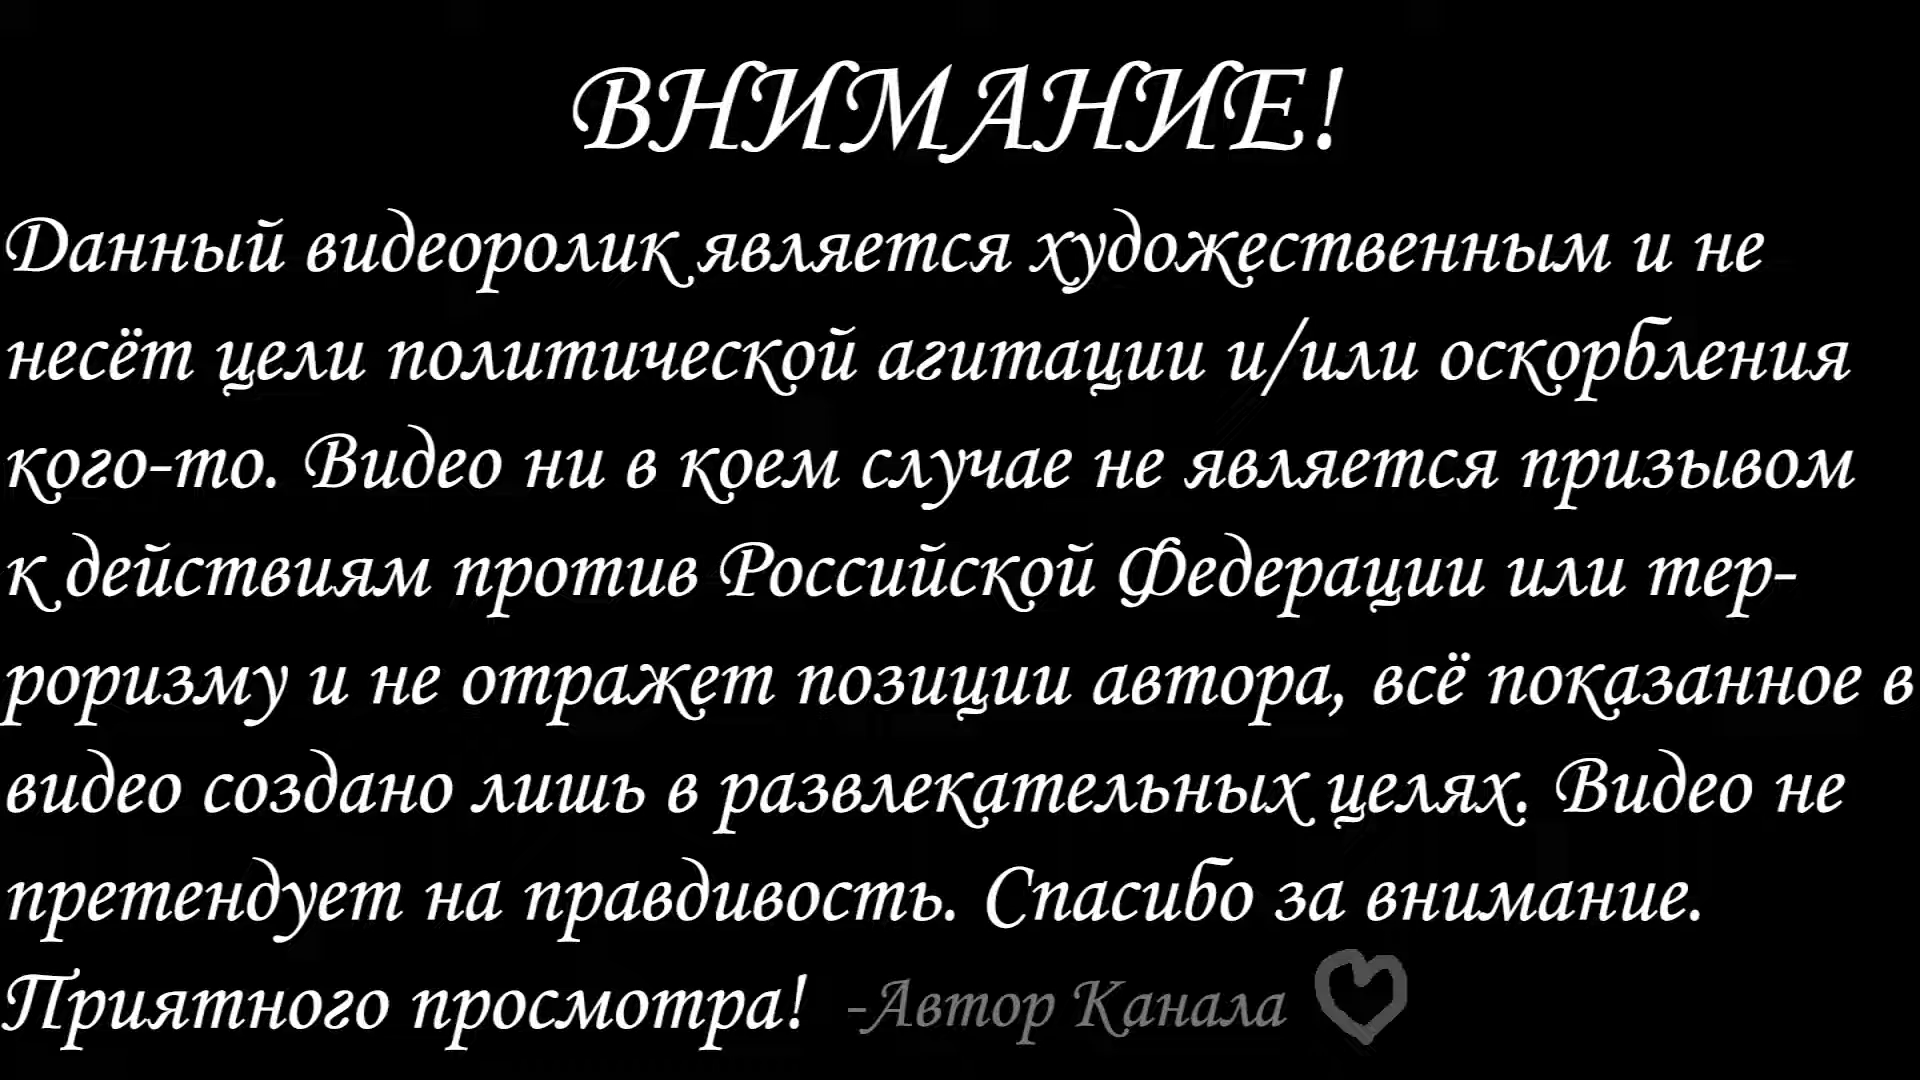 ВНИМАНИЕ!
Данный видеоролик является художественным и не
несёт цели политической агитации и/или оскорбления
кого-то. Видео ни в коем случае не является призывом
к действиям против Российской Федерации или тер-
роризму и не отражет позиции автора, всё показанное в
видео создано лишь в развлекательных целях. Видео не
претендует на правдивость. Спасибо за внимание.
Приятного просмотра! -Автор Канала